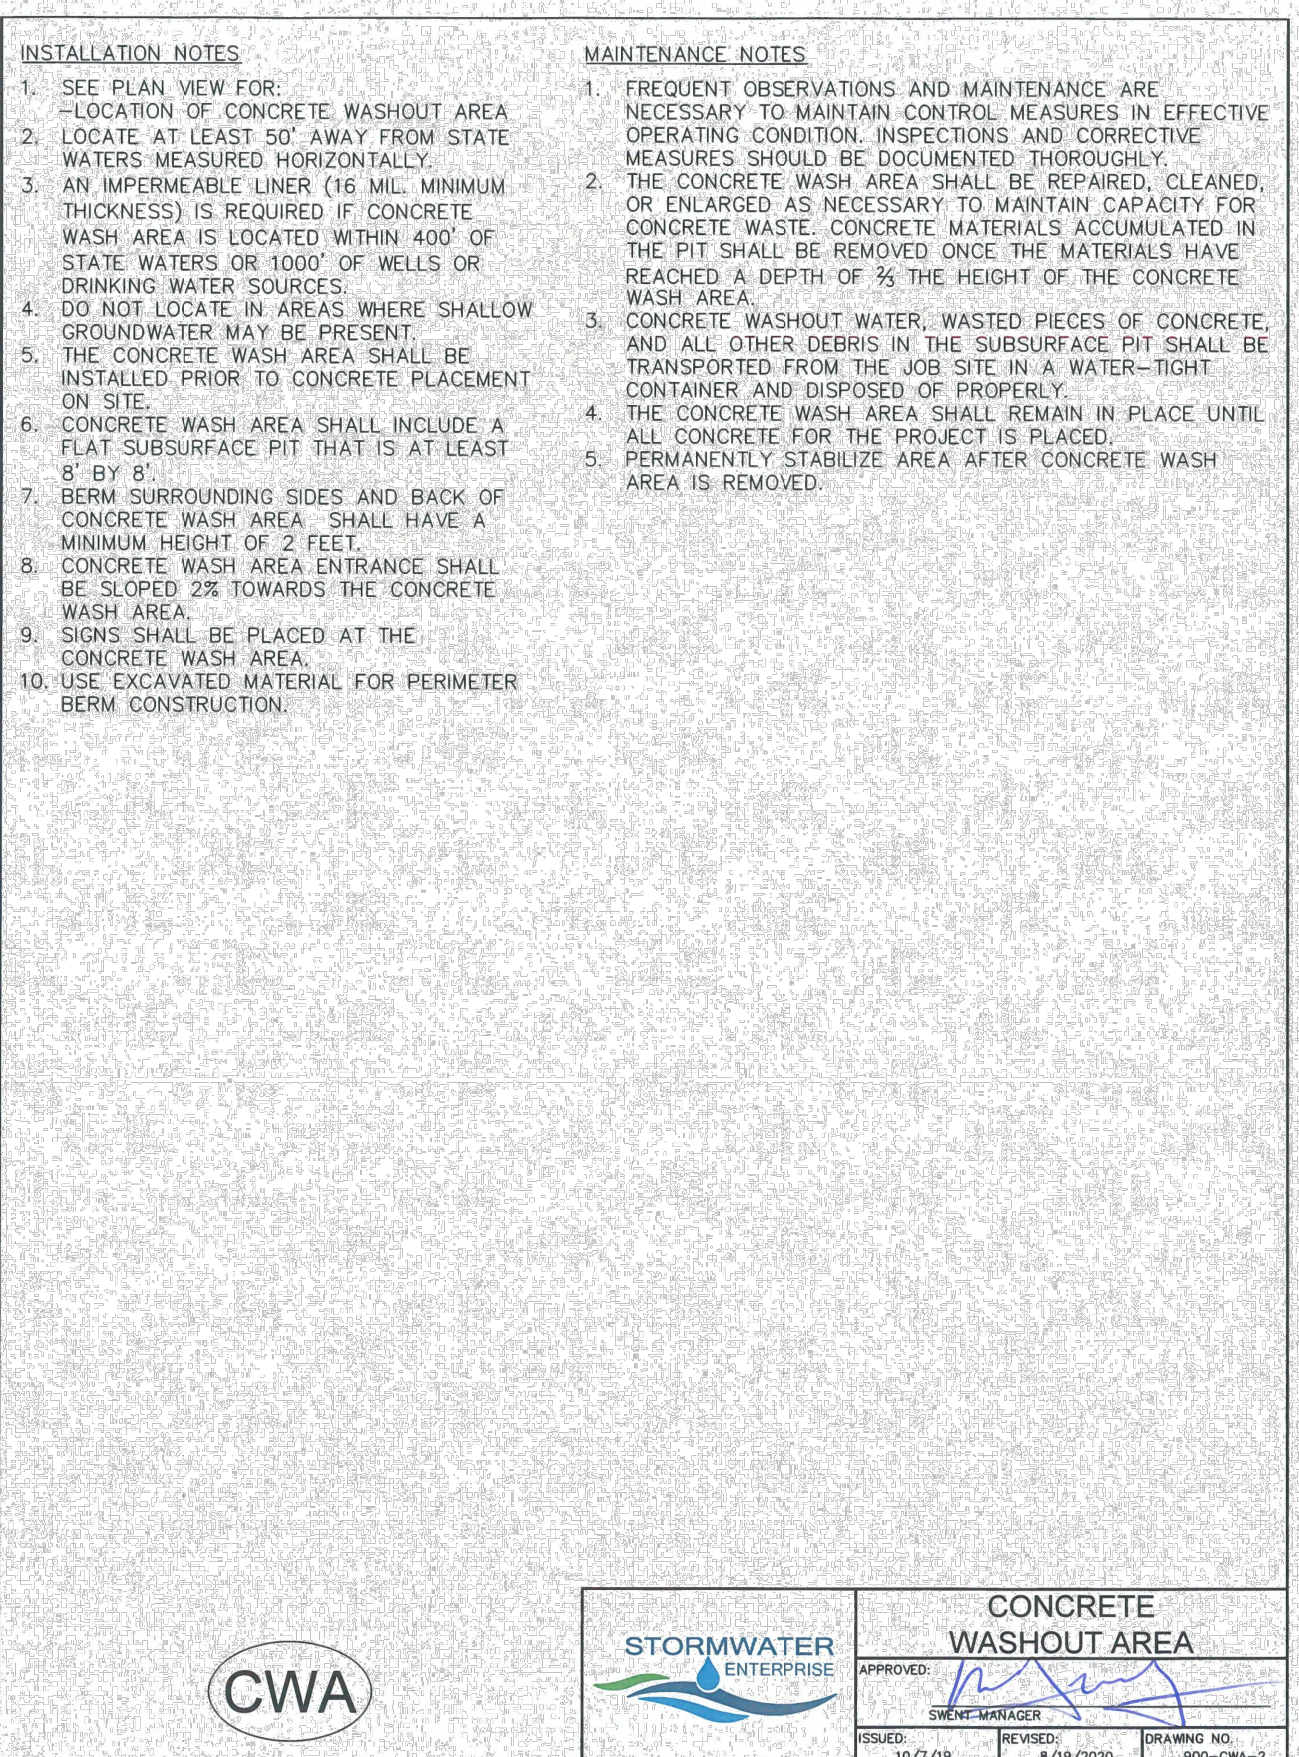 INSTALLATION NOTES
1. SEE PLAN VIEW FOR:
-LOCATION OF CONCRETE WASHOUT AREA
2. LOCATE AT LEAST 50' AWAY FROM STATE
WATERS MEASURED HORIZONTALLY.
3. AN IMPERMEABLE LINER (16 MIL. MINIMUM
THICKNESS) IS REQUIRED IF CONCRETE
WASH AREA IS LOCATED WITHIN 400' OF
STATE WATERS OR 1000' OF WELLS OR
DRINKING WATER SOURCES.
4. DO NOT LOCATE IN AREAS WHERE SHALLOW
GROUNDWATER MAY BE PRESENT.
5. THE CONCRETE WASH AREA SHALL BE
INSTALLED PRIOR TO CONCRETE PLACEMENT
ON SITE.
6. CONCRETE WASH AREA SHALL INCLUDE A
FLAT SUBSURFACE PIT THAT IS AT LEAST
8' BY 8'.
7. BERM SURROUNDING SIDES AND BACK OF
CONCRETE WASH AREA SHALL HAVE A
MINIMUM HEIGHT OF 2 FEET.
8. CONCRETE WASH AREA ENTRANCE SHALL
BE SLOPED 2% TOWARDS THE CONCRETE
WASH AREA.
9. SIGNS SHALL BE PLACED AT THE
CONCRETE WASH AREA.
10. USE EXCAVATED MATERIAL FOR PERIMETER
BERM CONSTRUCTION.
MAINTENANCE NOTES
1. FREQUENT OBSERVATIONS AND MAINTENANCE ARE
NECESSARY TO MAINTAIN CONTROL MEASURES IN EFFECTIVE
OPERATING CONDITION. INSPECTIONS AND CORRECTIVE
MEASURES SHOULD BE DOCUMENTED THOROUGHLY.
2. THE CONCRETE WASH AREA SHALL BE REPAIRED, CLEANED,
OR ENLARGED AS NECESSARY TO MAINTAIN CAPACITY FOR
CONCRETE WASTE. CONCRETE MATERIALS ACCUMULATED IN
THE PIT SHALL BE REMOVED ONCE THE MATERIALS HAVE
REACHED A DEPTH OF ⅔ THE HEIGHT OF THE CONCRETE
WASH AREA.
3. CONCRETE WASHOUT WATER, WASTED PIECES OF CONCRETE,
AND ALL OTHER DEBRIS IN THE SUBSURFACE PIT SHALL BE
TRANSPORTED FROM THE JOB SITE IN A WATER-TIGHT
CONTAINER AND DISPOSED OF PROPERLY.
4. THE CONCRETE WASH AREA SHALL REMAIN IN PLACE UNTIL
ALL CONCRETE FOR THE PROJECT IS PLACED.
5. PERMANENTLY STABILIZE AREA AFTER CONCRETE WASH
AREA IS REMOVED.
CWA
STORMWATER
ENTERPRISE
CONCRETE
WASHOUT AREA
APPROVED:
SWENT MANAGER
ISSUED: REVISED: DRAWING NO.
10/7/19 8/19/2020 900-CWA-2